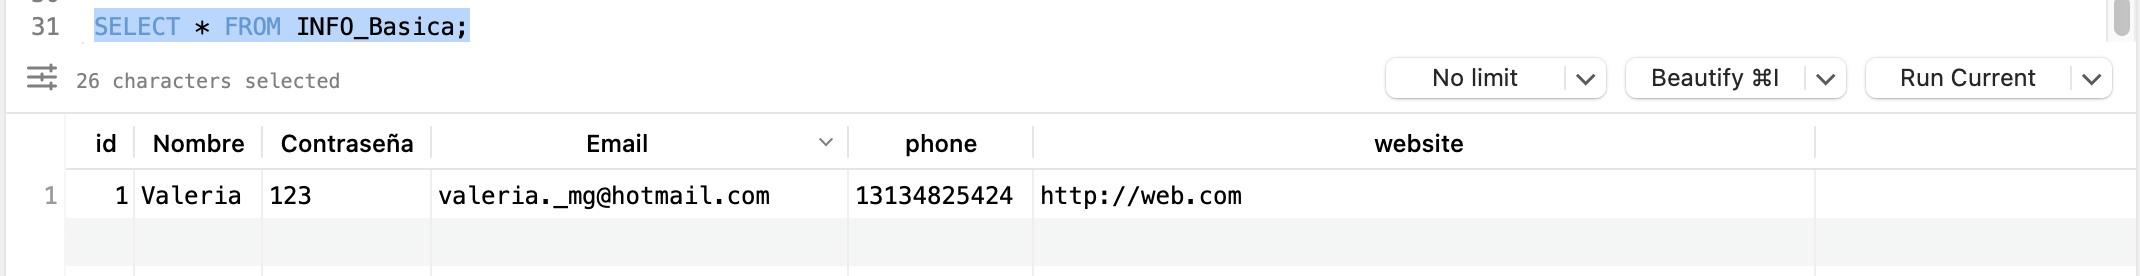 31 SELECT * FROM INFO_Basica;
26 characters selected No limit Beautify ⌘I Run Current
id Nombre Contraseña Email phone website
1 1 Valeria 123 valeria._mg@hotmail.com 13134825424 http://web.com